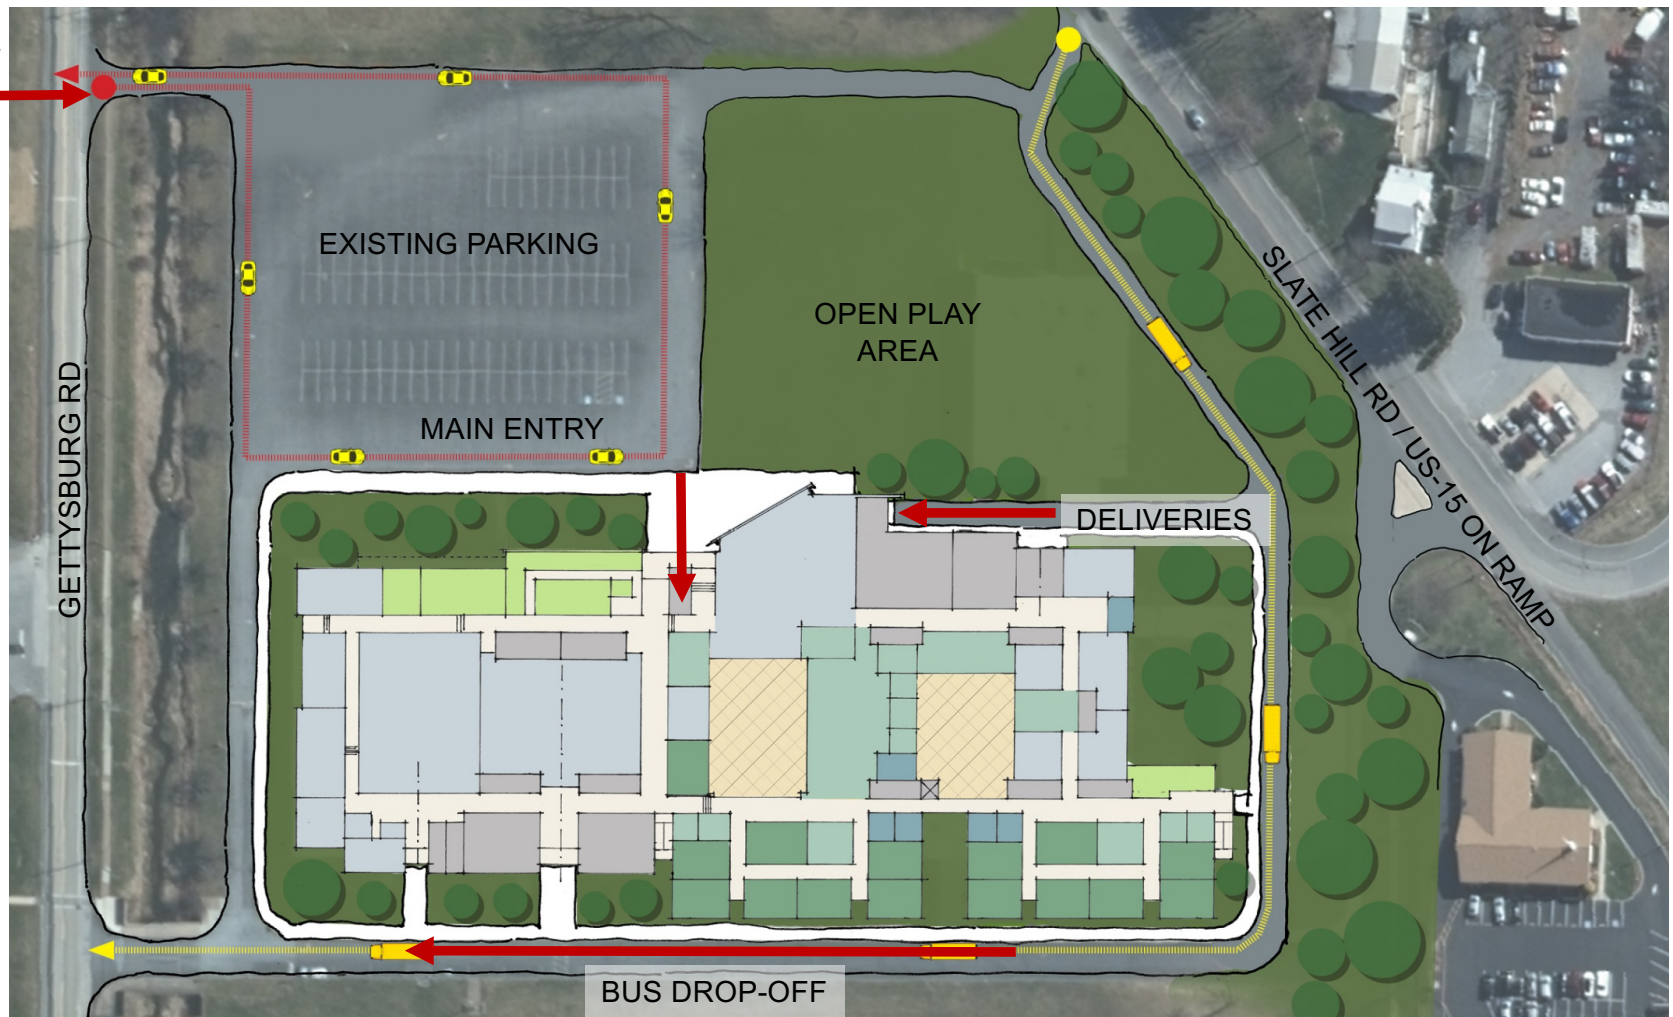 EXISTING PARKING
OPEN PLAY
AREA
MAIN ENTRY
GETTYSBURG RD
SLATE HILL RD / US-15 ON RAMP
DELIVERIES
BUS DROP-OFF